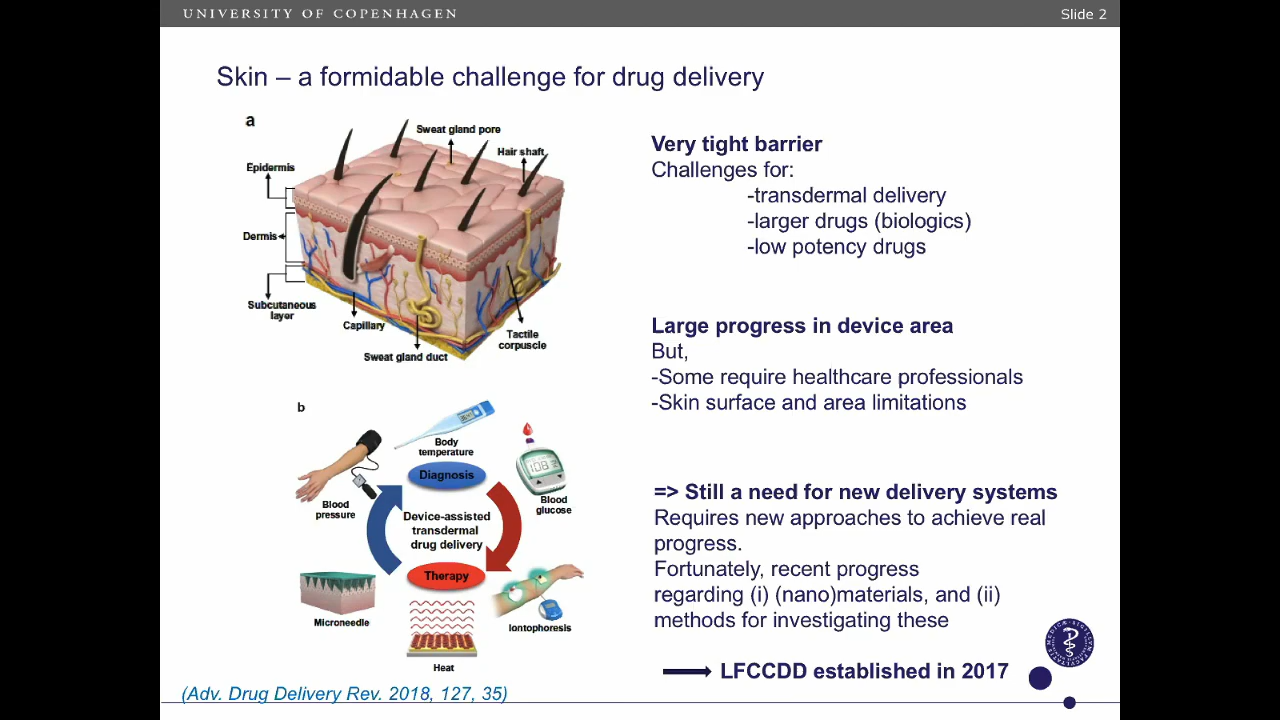 UNIVERSITY OF COPENHAGEN
Slide 2
Skin – a formidable challenge for drug delivery
a
Sweat gland pore
Hair shaft
Epidermis
Dermis
Subcutaneous
layer
Capillary
Sweat gland duct
Tactile
corpuscle
Very tight barrier
Challenges for:
-transdermal delivery
-larger drugs (biologics)
-low potency drugs
Large progress in device area
But,
-Some require healthcare professionals
-Skin surface and area limitations
b
Body
temperature
Diagnosis
Blood
pressure
108
Blood
glucose
Device-assisted
transdermal
drug delivery
Therapy
Microneedle
Heat
Iontophoresis
=> Still a need for new delivery systems
Requires new approaches to achieve real
progress.
Fortunately, recent progress
regarding (i) (nano)materials, and (ii)
methods for investigating these
LFCCDD established in 2017
(Adv. Drug Delivery Rev. 2018, 127, 35)